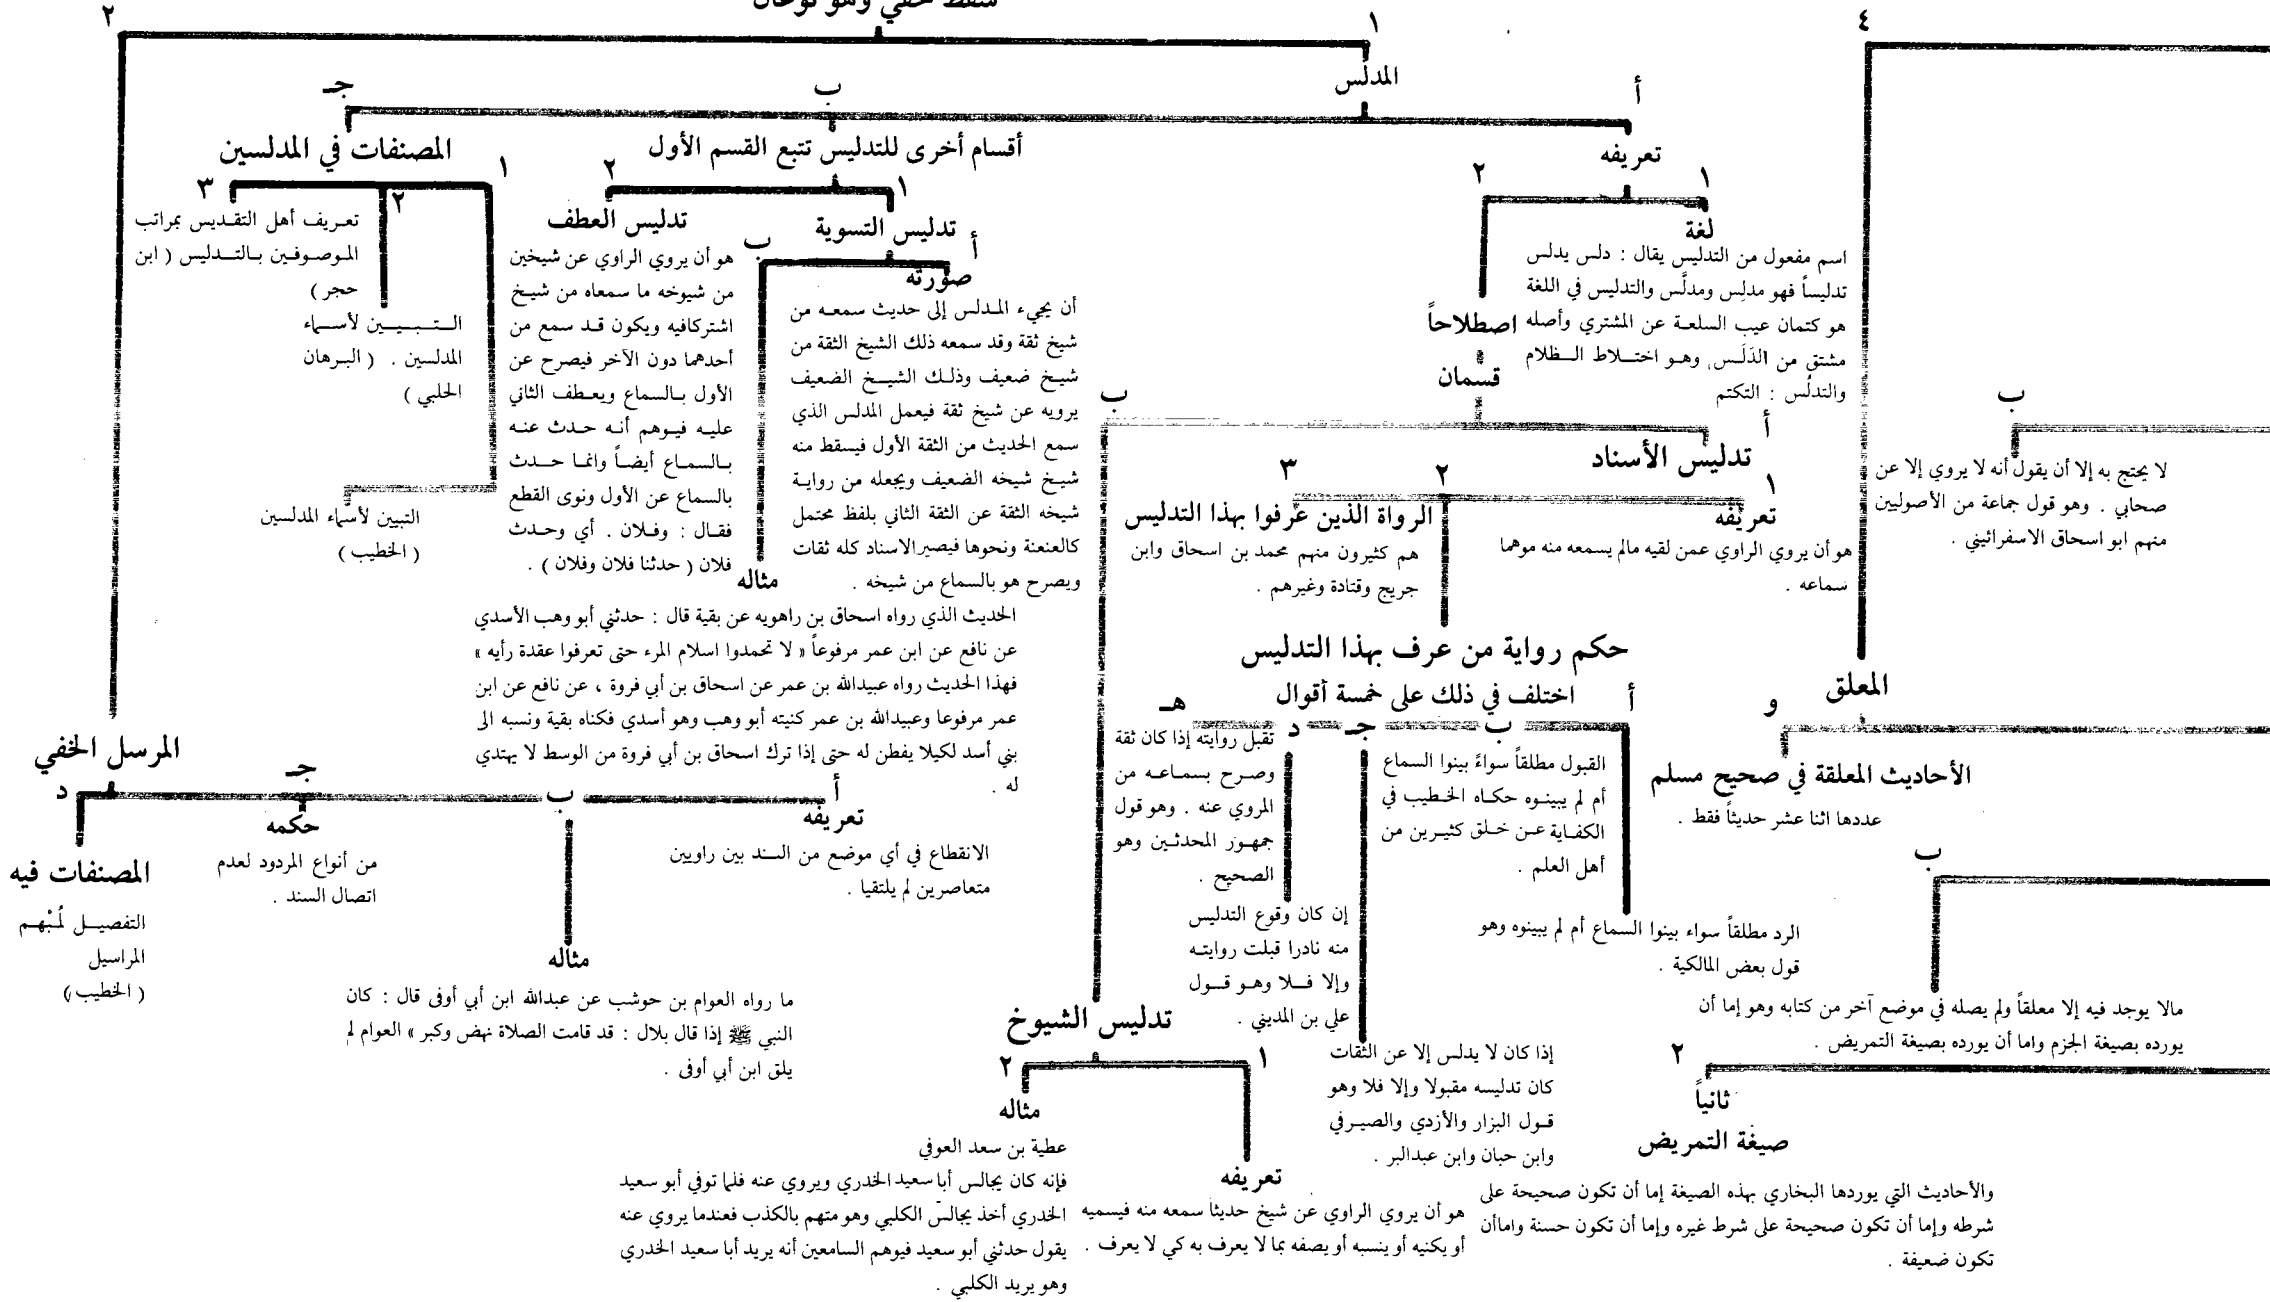 سقط خفي وهو نوعان
٤
١
٢
المدلس
أ
ب
جـ
تعريفه
١
٢
لغة
اسم مفعول من التدليس يقال : دلس يدلس
تدليساً فهو مدلِس ومدلَّس والتدليس في اللغة
هو كتمان عيب السلعة عن المشتري وأصله
مشتق من الدَلَس وهو اختلاط الظلام
والتدلُس : التكتم
اصطلاحاً
قسمان
أ
ب
تدليس الأسناد
١
٢
٣
تعريفه
هو أن يروي الراوي عمن لقيه مالم يسمعه منه موهما
سماعه .
الرواة الذين عرفوا بهذا التدليس
هم كثيرون منهم محمد بن اسحاق وابن
جريج وقتادة وغيرهم .
حكم رواية من عرف بهذا التدليس
اختلف في ذلك على خمسة أقوال
أ
ب
جـ
د
هـ
الرد مطلقاً سواء بينوا السماع أم لم يبينوه وهو
قول بعض المالكية .
القبول مطلقاً سواءً بينوا السماع
أم لم يبينوه حكاه الخطيب في
الكفاية عن خلق كثيرين من
أهل العلم .
إذا كان لا يدلس إلا عن الثقات
كان تدليسه مقبولا وإلا فلا وهو
قول البزار والأزدي والصيرفي
وابن حبان وابن عبدالبر .
إن كان وقوع التدليس
منه نادرا قبلت روايته
وإلا فلا وهو قول
علي بن المديني .
تقبل روايته إذا كان ثقة
وصرح بسماعه من
المروي عنه . وهو قول
جمهور المحدثين وهو
الصحيح .
تدليس الشيوخ
١
٢
تعريفه
هو أن يروي الراوي عن شيخ حديثا سمعه منه فيسميه
أو يكنيه أو ينسبه أو يصفه بما لا يعرف به كي لا يعرف .
مثاله
عطية بن سعد العوفي
فإنه كان يجالس أبا سعيد الخدري ويروي عنه فلما توفي أبو سعيد
الخدري أخذ يجالس الكلبي وهو متهم بالكذب فعندما يروي عنه
يقول حدثني أبو سعيد فيوهم السامعين أنه يريد أبا سعيد الخدري
وهو يريد الكلبي .
أقسام أخرى للتدليس تتبع القسم الأول
١
٢
تدليس التسوية
أ
ب
صورته
أن يجيء المدلس إلى حديث سمعه من
شيخ ثقة وقد سمعه ذلك الشيخ الثقة من
شيخ ضعيف وذلك الشيخ الضعيف
يرويه عن شيخ ثقة فيعمل المدلس الذي
سمع الحديث من الثقة الأول فيسقط منه
شيخ شيخه الضعيف ويجعله من رواية
شيخه الثقة عن الثقة الثاني بلفظ محتمل
كالعنعنة ونحوها فيصير الاسناد كله ثقات
ويصرح هو بالسماع من شيخه .
مثاله
الحديث الذي رواه اسحاق بن راهويه عن بقية قال : حدثني أبو وهب الأسدي
عن نافع عن ابن عمر مرفوعاً « لا تحمدوا اسلام المرء حتى تعرفوا عقدة رأيه »
فهذا الحديث رواه عبيدالله بن عمر عن اسحاق بن أبي فروة ، عن نافع عن ابن
عمر مرفوعا وعبيدالله بن عمر كنيته أبو وهب وهو أسدي فكناه بقية ونسبه الى
بني أسد لكيلا يفطن له حتى إذا ترك اسحاق بن أبي فروة من الوسط لا يهتدي
له .
تدليس العطف
هو أن يروي الراوي عن شيخين
من شيوخه ما سمعاه من شيخ
اشتركافيه ويكون قد سمع من
أحدهما دون الآخر فيصرح عن
الأول بالسماع ويعطف الثاني
عليه فيوهم أنه حدث عنه
بالسماع أيضاً وانما حدث
بالسماع عن الأول ونوى القطع
فقال : وفلان . أي وحدث
فلان ( حدثنا فلان وفلان ) .
المصنفات في المدلسين
١
٢
٣
التبيين لأسماء المدلسين
( الخطيب )
التبيين لأسماء
المدلسين . ( البرهان
الحلبي )
تعريف أهل التقديس بمراتب
الموصوفين بالتدليس ( ابن
حجر )
المرسل الخفي
أ
ب
جـ
د
تعريفه
الانقطاع في أي موضع من السند بين راويين
متعاصرين لم يلتقيا .
مثاله
ما رواه العوام بن حوشب عن عبدالله ابن أبي أوفى قال : كان
النبي ﷺ إذا قال بلال : قد قامت الصلاة نهض وكبر » العوام لم
يلق ابن أبي أوفى .
حكمه
من أنواع المردود لعدم
اتصال السند .
المصنفات فيه
التفصيل لُمبْهم
المراسيل
( الخطيب )
ب
لا يحتج به إلا أن يقول أنه لا يروي إلا عن
صحابي . وهو قول جماعة من الأصوليين
منهم ابو اسحاق الاسفرائيني .
المعلق
و
الأحاديث المعلقة في صحيح مسلم
عددها اثنا عشر حديثاً فقط .
ب
مالا يوجد فيه إلا معلقاً ولم يصله في موضع آخر من كتابه وهو إما أن
يورده بصيغة الجزم واما أن يورده بصيغة التمريض .
٢
ثانياً
صيغة التمريض
والأحاديث التي يوردها البخاري بهذه الصيغة إما أن تكون صحيحة على
شرطه وإما أن تكون صحيحة على شرط غيره وإما أن تكون حسنة واماأن
تكون ضعيفة .